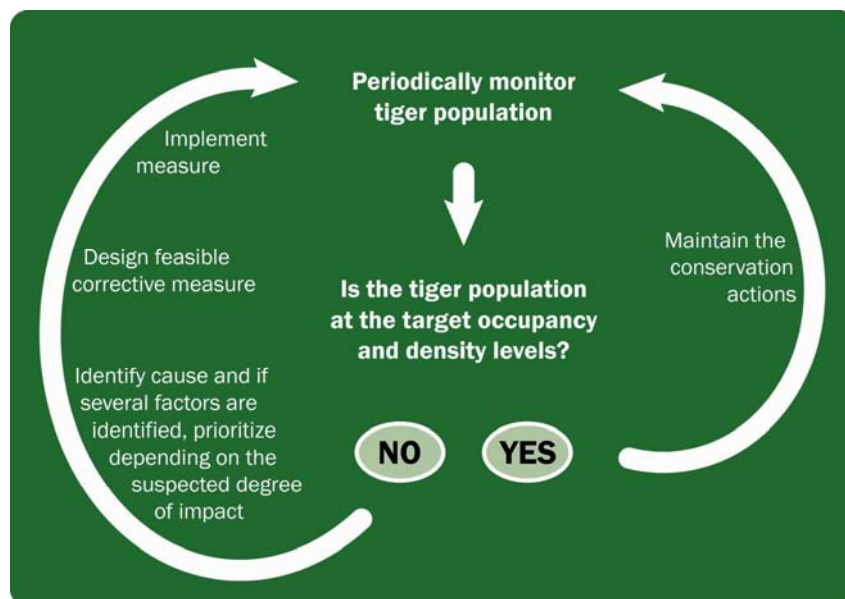 Periodically monitor
tiger population
Implement
measure
Design feasible
corrective measure
Identify cause and if
several factors are
identified, prioritize
depending on the
suspected degree
of impact
Is the tiger population
at the target occupancy
and density levels?
Maintain the
conservation
actions
NO
YES